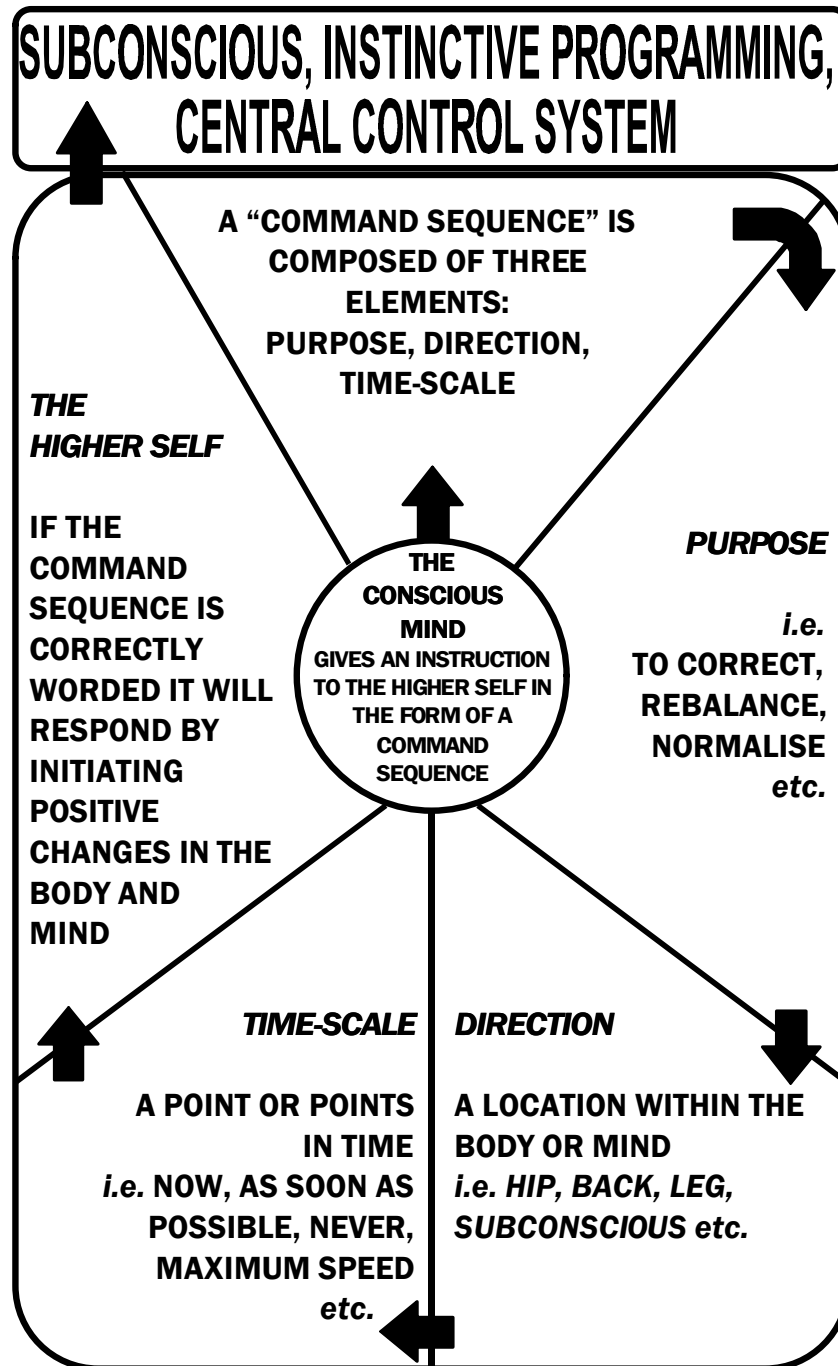 SUBCONSCIOUS, INSTINCTIVE PROGRAMMING,
CENTRAL CONTROL SYSTEM
A “COMMAND SEQUENCE” IS
COMPOSED OF THREE
ELEMENTS:
PURPOSE, DIRECTION,
TIME-SCALE
THE
CONSCIOUS
MIND
GIVES AN INSTRUCTION
TO THE HIGHER SELF IN
THE FORM OF A
COMMAND
SEQUENCE
PURPOSE
i.e.
TO CORRECT,
REBALANCE,
NORMALISE
etc.
DIRECTION
A LOCATION WITHIN THE
BODY OR MIND
i.e. HIP, BACK, LEG,
SUBCONSCIOUS etc.
TIME-SCALE
A POINT OR POINTS
IN TIME
i.e. NOW, AS SOON AS
POSSIBLE, NEVER,
MAXIMUM SPEED
etc.
THE
HIGHER SELF
IF THE
COMMAND
SEQUENCE IS
CORRECTLY
WORDED IT WILL
RESPOND BY
INITIATING
POSITIVE
CHANGES IN THE
BODY AND
MIND